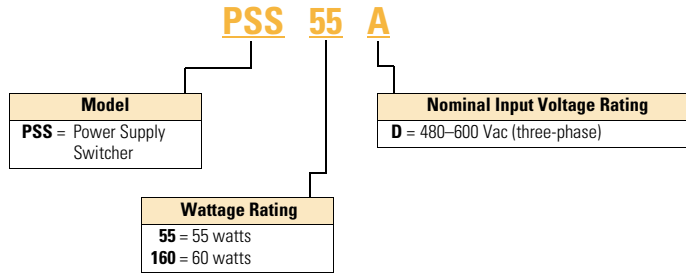 PSS 55 A
Model
PSS = Power Supply
Switcher
Nominal Input Voltage Rating
D = 480–600 Vac (three-phase)
Wattage Rating
55 = 55 watts
160 = 60 watts